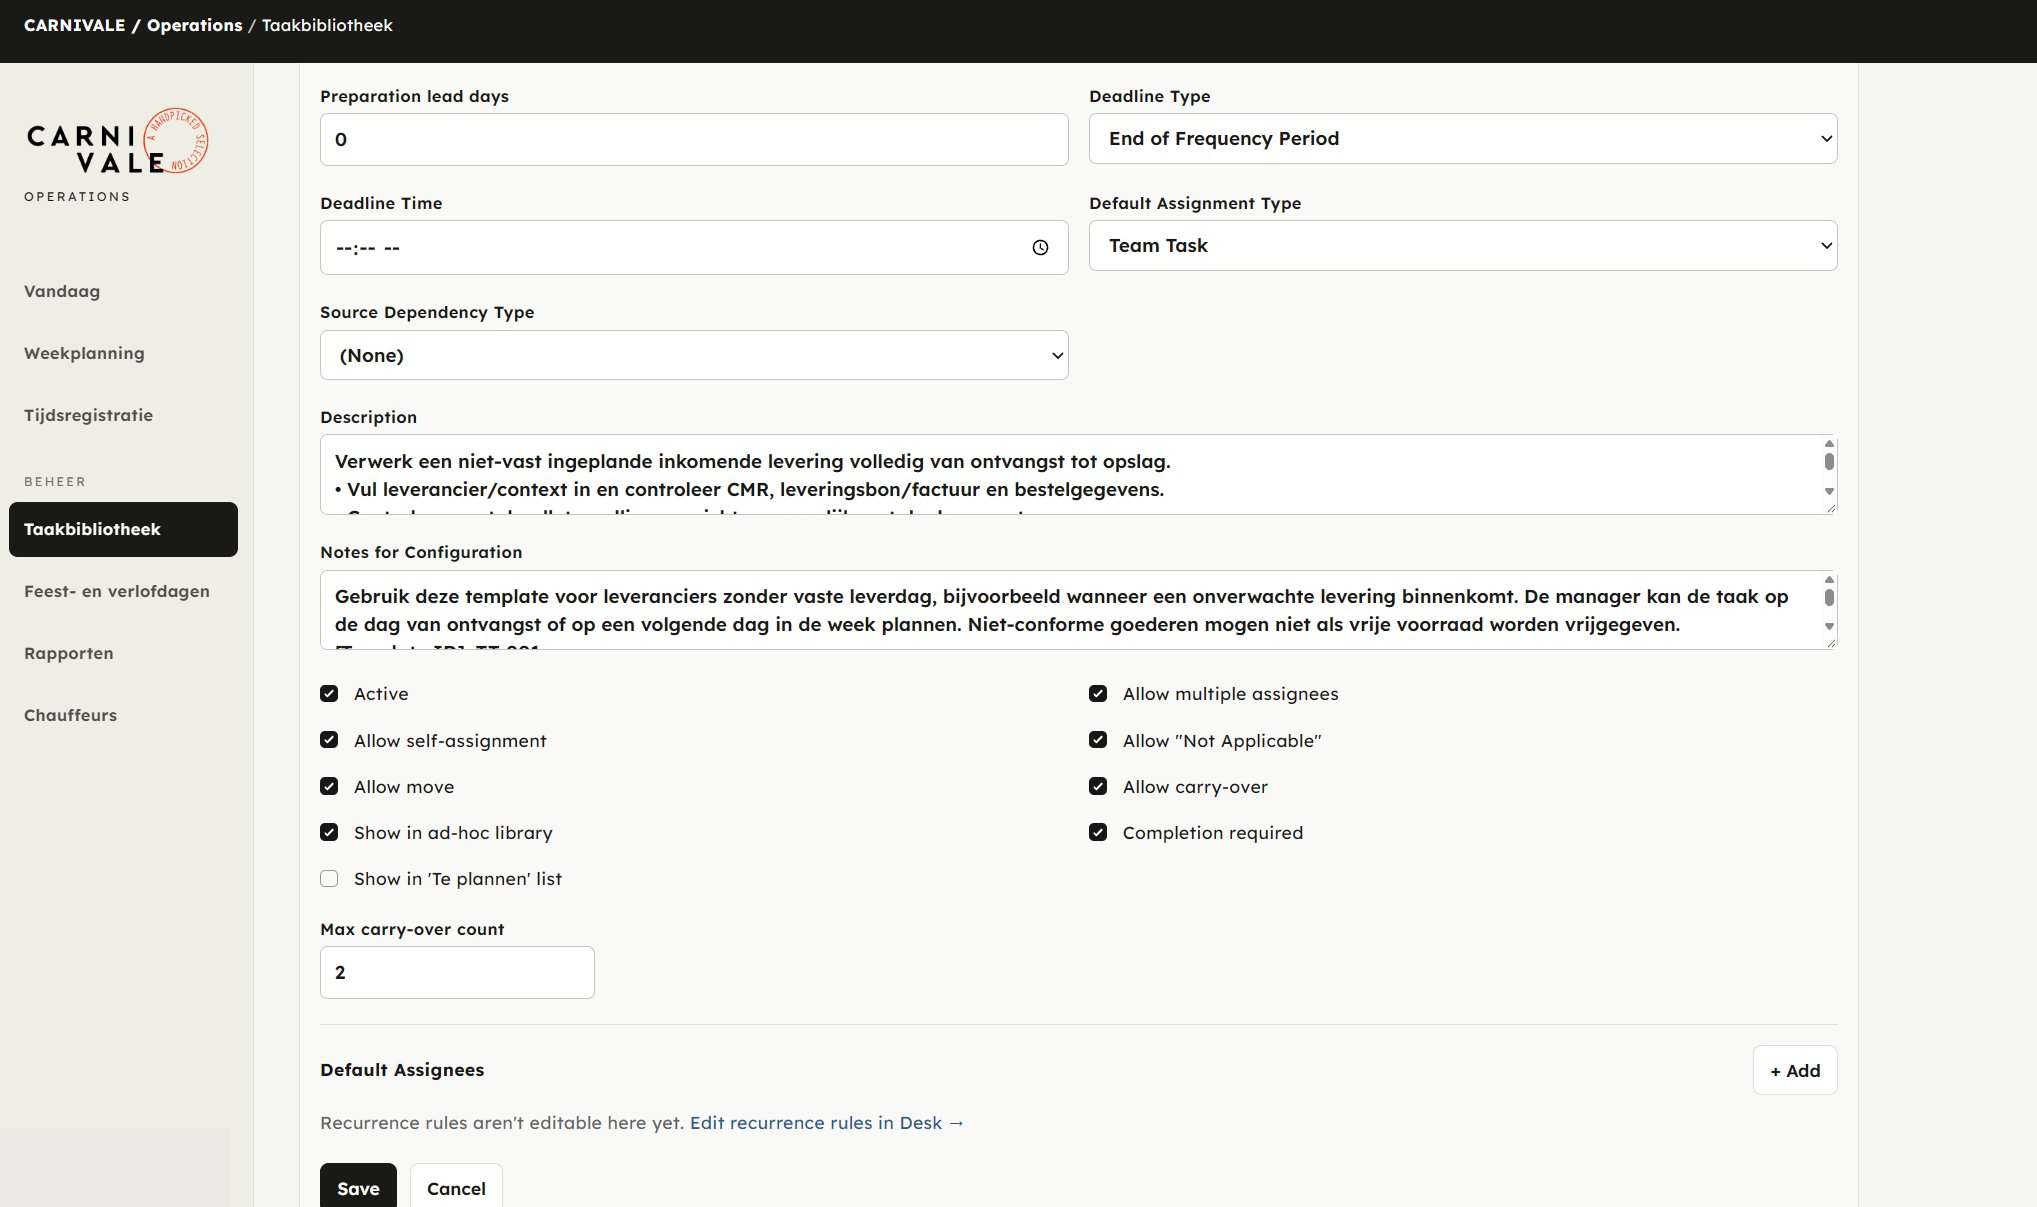 CARNIVALE / Operations / Taakbibliotheek
CARNI
VALE
A HANDPICKED SELECTION
OPERATIONS
Vandaag
Weekplanning
Tijdsregistratie
BEHEER
Taakbibliotheek
Feest- en verlofdagen
Rapporten
Chauffeurs
Preparation lead days
0
Deadline Type
End of Frequency Period
Deadline Time
--:-- --
Default Assignment Type
Team Task
Source Dependency Type
(None)
Description
Verwerk een niet-vast ingeplande inkomende levering volledig van ontvangst tot opslag.
• Vul leverancier/context in en controleer CMR, leveringsbon/factuur en bestelgegevens.
Notes for Configuration
Gebruik deze template voor leveranciers zonder vaste leverdag, bijvoorbeeld wanneer een onverwachte levering binnenkomt. De manager kan de taak op
de dag van ontvangst of op een volgende dag in de week plannen. Niet-conforme goederen mogen niet als vrije voorraad worden vrijgegeven.
Active
Allow multiple assignees
Allow self-assignment
Allow "Not Applicable"
Allow move
Allow carry-over
Show in ad-hoc library
Completion required
Show in 'Te plannen' list
Max carry-over count
2
Default Assignees
+ Add
Recurrence rules aren't editable here yet. Edit recurrence rules in Desk →
Save
Cancel